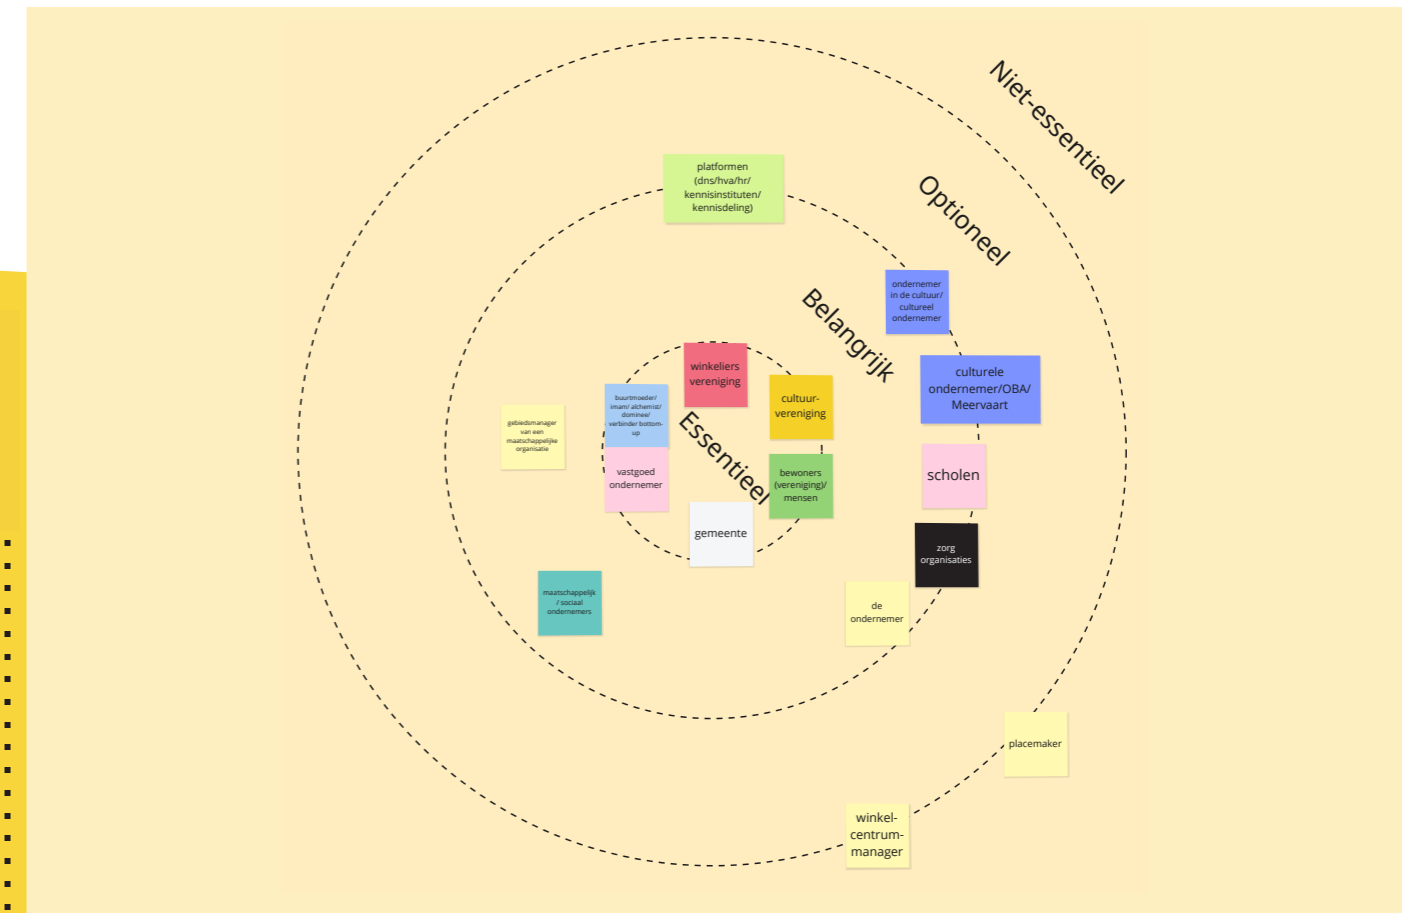 Niet-essentieel
Optioneel
Belangrijk
Essentieel
platformen
(dns/hva/hr/
kennisinstituten/
kennisdeling)
ondernemer
in de cultuur/
cultureel
ondernemer
culturele
ondernemer/OBA/
Meervaart
winkeliers
vereniging
cultuur-
vereniging
buurtmoeder/
imam/ alchemist/
dominee/
verbinder bottom-
up
gebiedsmanager
van een
maatschappelijke
organisatie
vastgoed
ondernemer
bewoners
(vereniging)/
mensen
scholen
gemeente
zorg
organisaties
maatschappelijk
/ sociaal
ondernemers
de
ondernemer
placemaker
winkel-
centrum-
manager